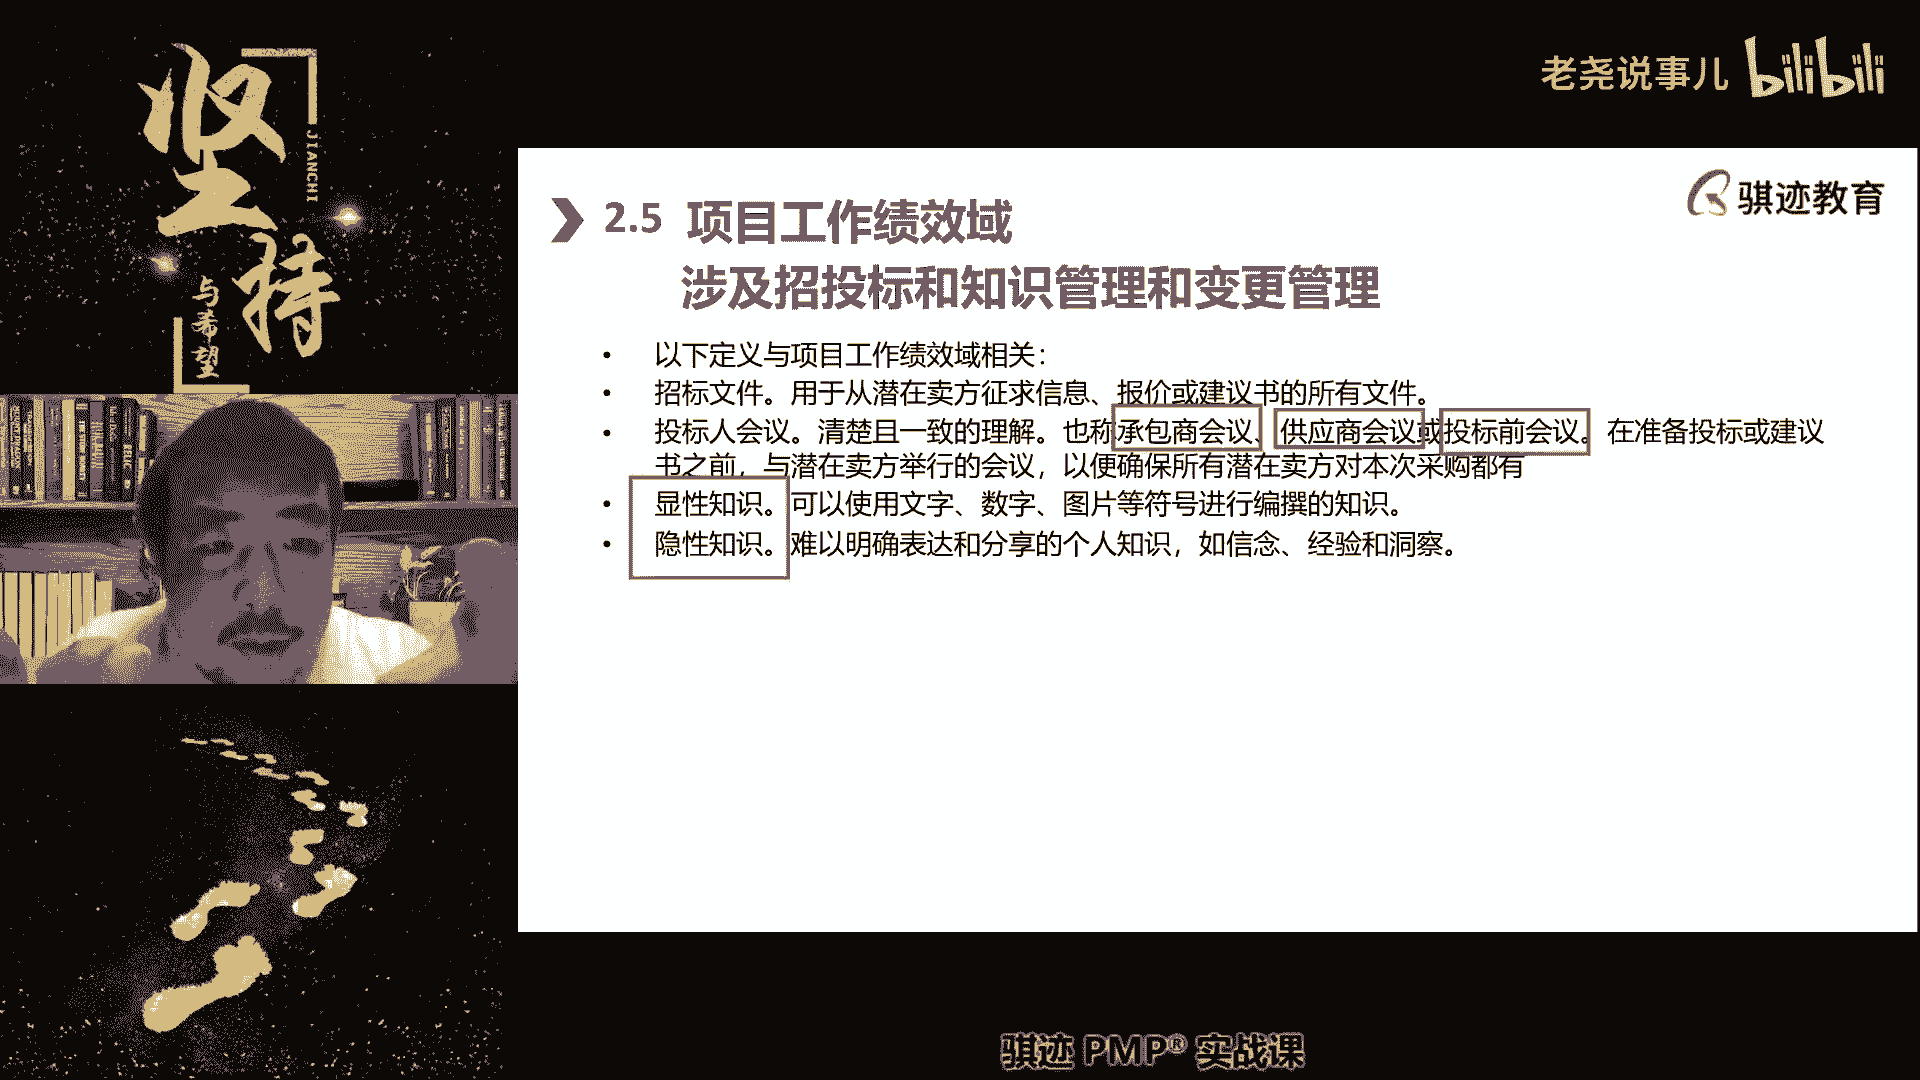 坚持
JIANCHI
与希望
老尧说事儿 bilibili
骐迹教育
2.5 项目工作绩效域
涉及招投标和知识管理和变更管理
• 以下定义与项目工作绩效域相关：
• 招标文件。用于从潜在卖方征求信息、报价或建议书的所有文件。
• 投标人会议。清楚且一致的理解。也称承包商会议、供应商会议或投标前会议。在准备投标或建议
书之前，与潜在卖方举行的会议，以便确保所有潜在卖方对本次采购都有
• 显性知识。可以使用文字、数字、图片等符号进行编撰的知识。
• 隐性知识。难以明确表达和分享的个人知识，如信念、经验和洞察。
骐迹 PMP® 实战课